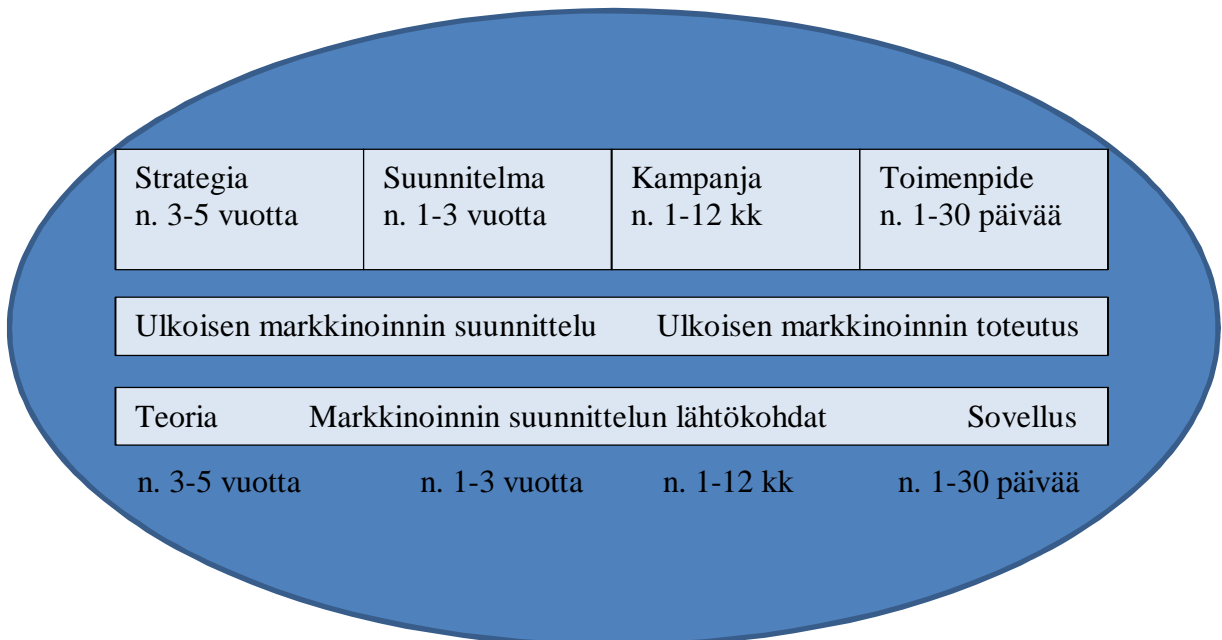 Strategia
n. 3-5 vuotta
Suunnitelma
n. 1-3 vuotta
Kampanja
n. 1-12 kk
Toimenpide
n. 1-30 päivää
Ulkoisen markkinoinnin suunnittelu Ulkoisen markkinoinnin toteutus
Teoria Markkinoinnin suunnittelun lähtökohdat Sovellus
n. 3-5 vuotta n. 1-3 vuotta n. 1-12 kk n. 1-30 päivää